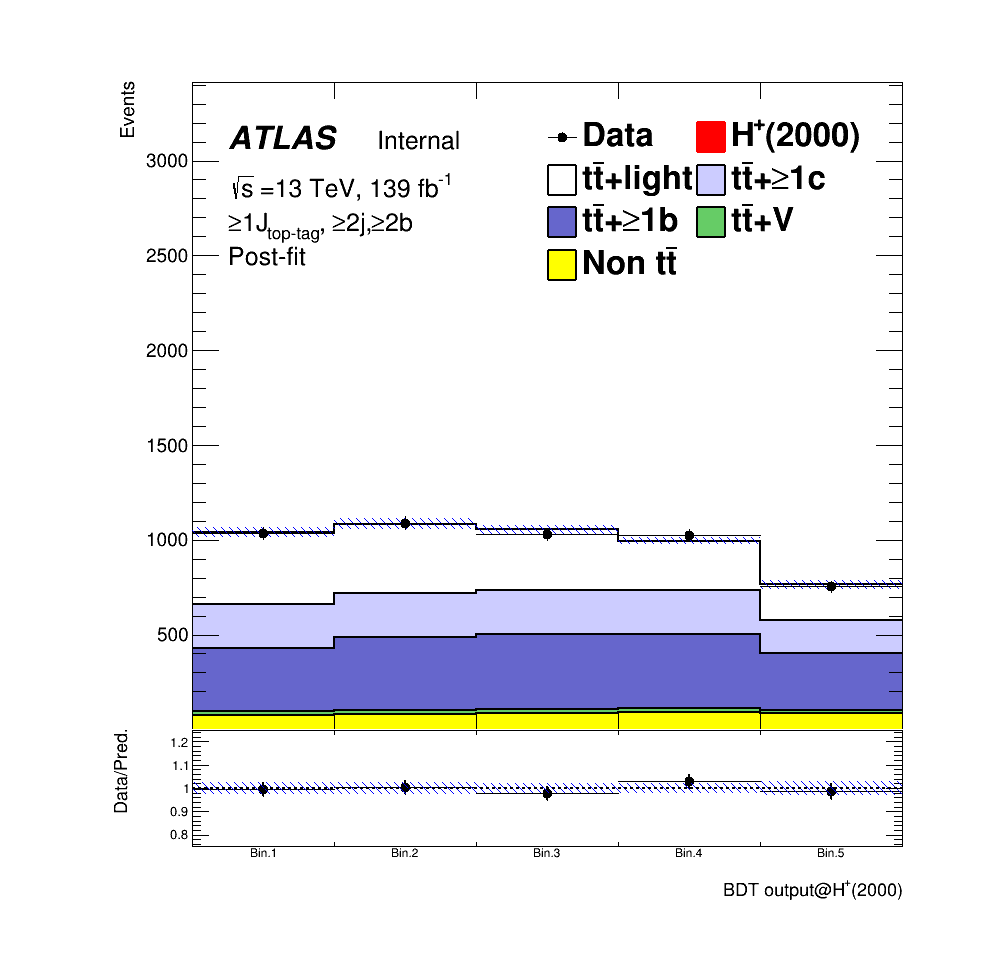 Events
3000
2500
2000
1500
1000
500
ATLAS Internal
√s =13 TeV, 139 fb⁻¹
≥1J_top-tag, ≥2j,≥2b
Post-fit
Data
H⁺(2000)
tt̄+light
tt̄+≥1c
tt̄+≥1b
tt̄+V
Non tt̄
Data/Pred.
1.2
1.1
1
0.9
0.8
Bin.1 Bin.2 Bin.3 Bin.4 Bin.5
BDT output@H⁺(2000)